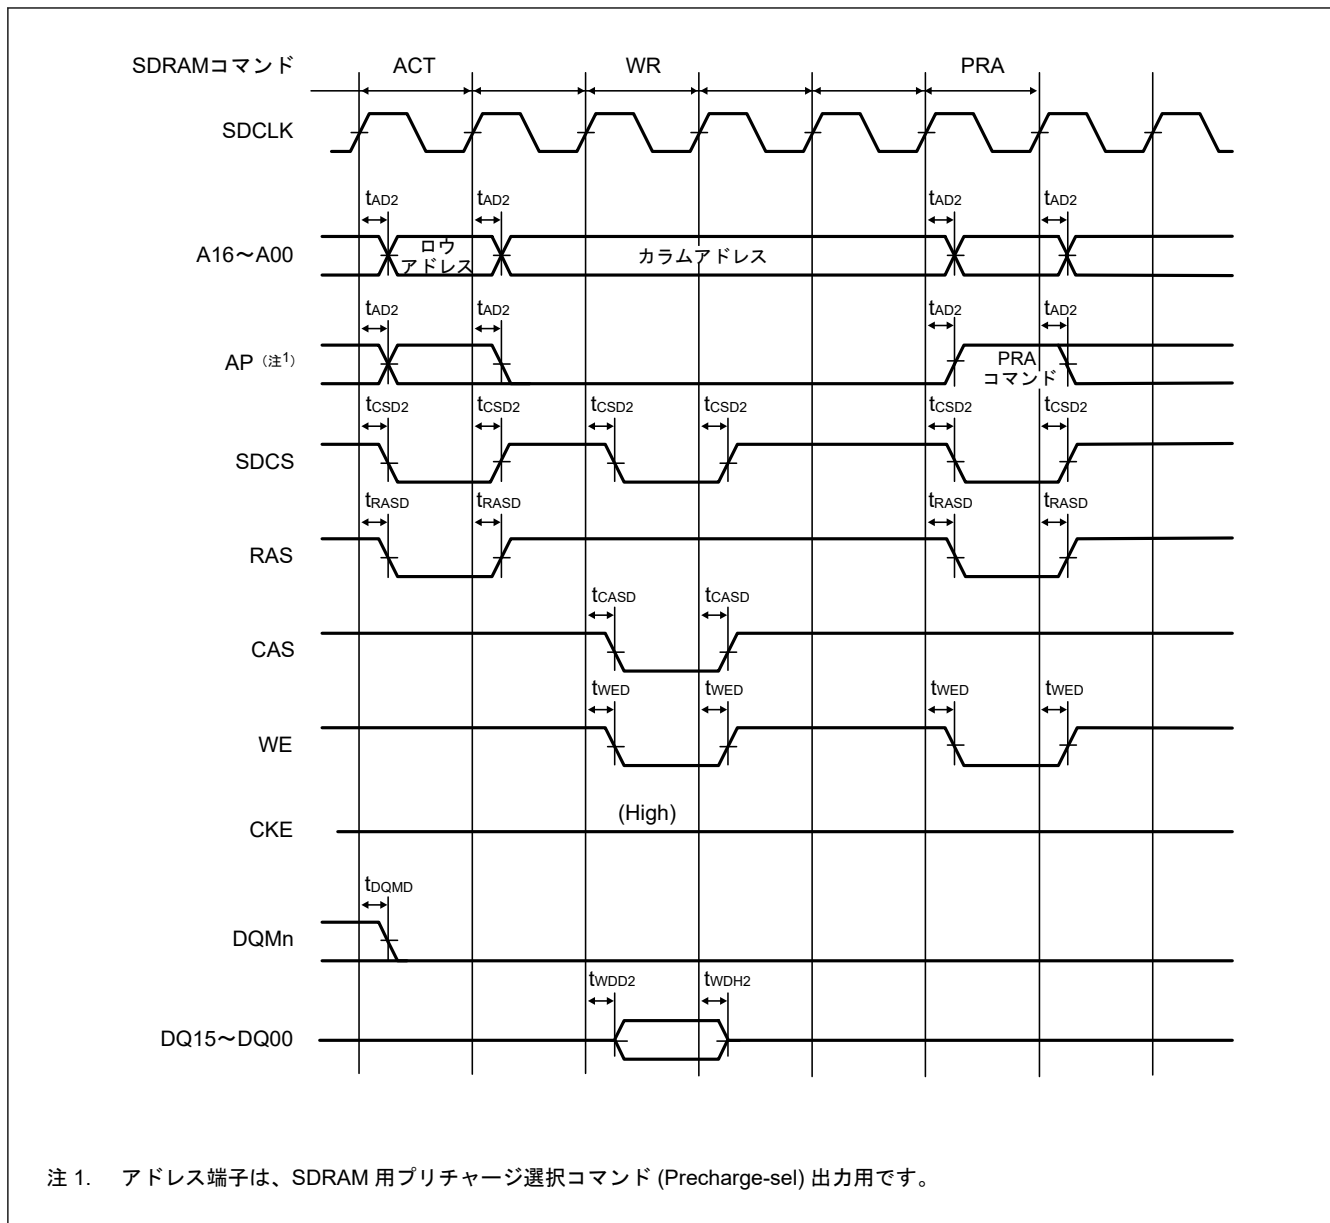 SDRAMコマンド ACT WR PRA
SDCLK
tAD2 tAD2 tAD2 tAD2
A16～A00 ロウ アドレス カラムアドレス
tAD2 tAD2 tAD2 tAD2
AP（注1） PRA コマンド
tCSD2 tCSD2 tCSD2 tCSD2 tCSD2 tCSD2
SDCS
tRASD tRASD tRASD tRASD
RAS
tCASD tCASD
CAS
tWED tWED tWED tWED
WE
(High)
CKE
tDQMD
DQMn
tWDD2 tWDH2
DQ15～DQ00
注 1. アドレス端子は、SDRAM 用プリチャージ選択コマンド (Precharge-sel) 出力用です。